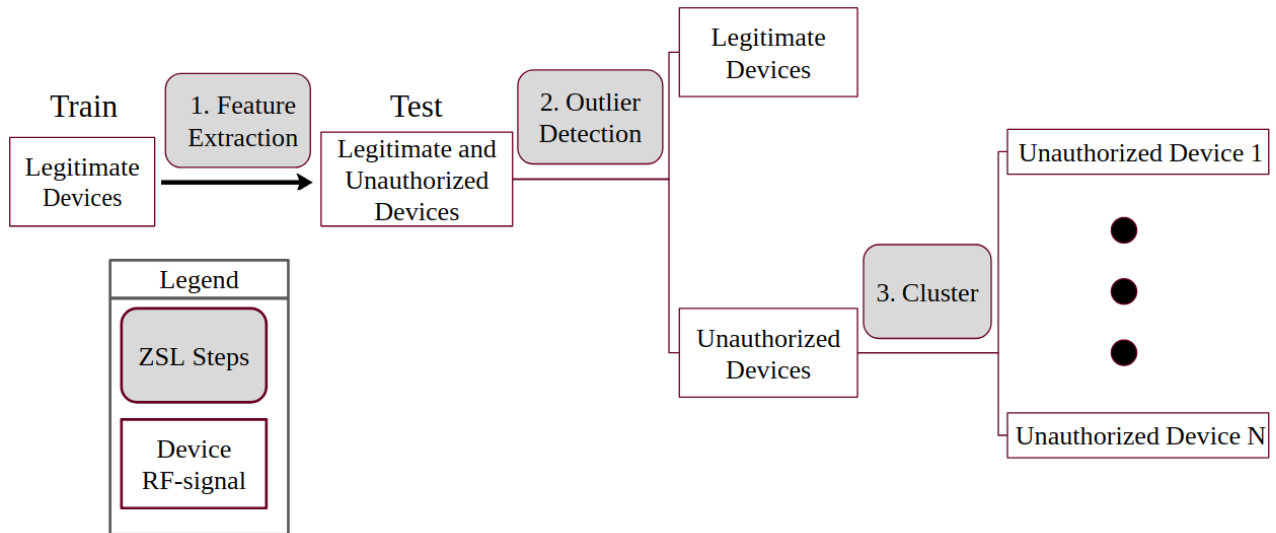 Train
Legitimate
Devices
1. Feature
Extraction
Test
Legitimate and
Unauthorized
Devices
2. Outlier
Detection
Legitimate
Devices
Unauthorized
Devices
3. Cluster
Unauthorized Device 1
Unauthorized Device N
Legend
ZSL Steps
Device
RF-signal